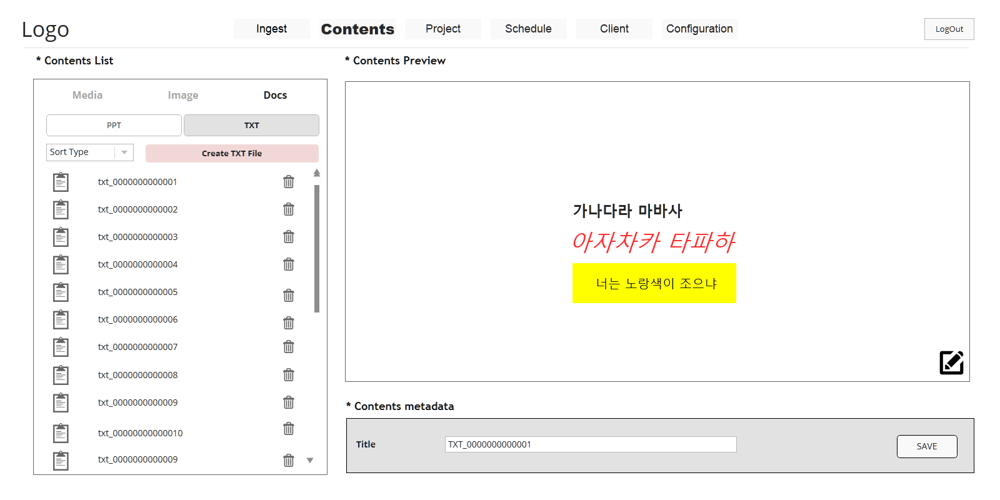 Logo
Ingest
Contents
Project
Schedule
Client
Configuration
LogOut
* Contents List
Media
Image
Docs
PPT
TXT
Sort Type
Create TXT File
txt_0000000000001
txt_0000000000002
txt_0000000000003
txt_0000000000004
txt_0000000000005
txt_0000000000006
txt_0000000000007
txt_0000000000008
txt_0000000000009
txt_00000000000010
txt_0000000000009
* Contents Preview
가나다라 마바사
아자차카 타파하
너는 노랑색이 조으냐
* Contents metadata
Title
TXT_0000000000001
SAVE